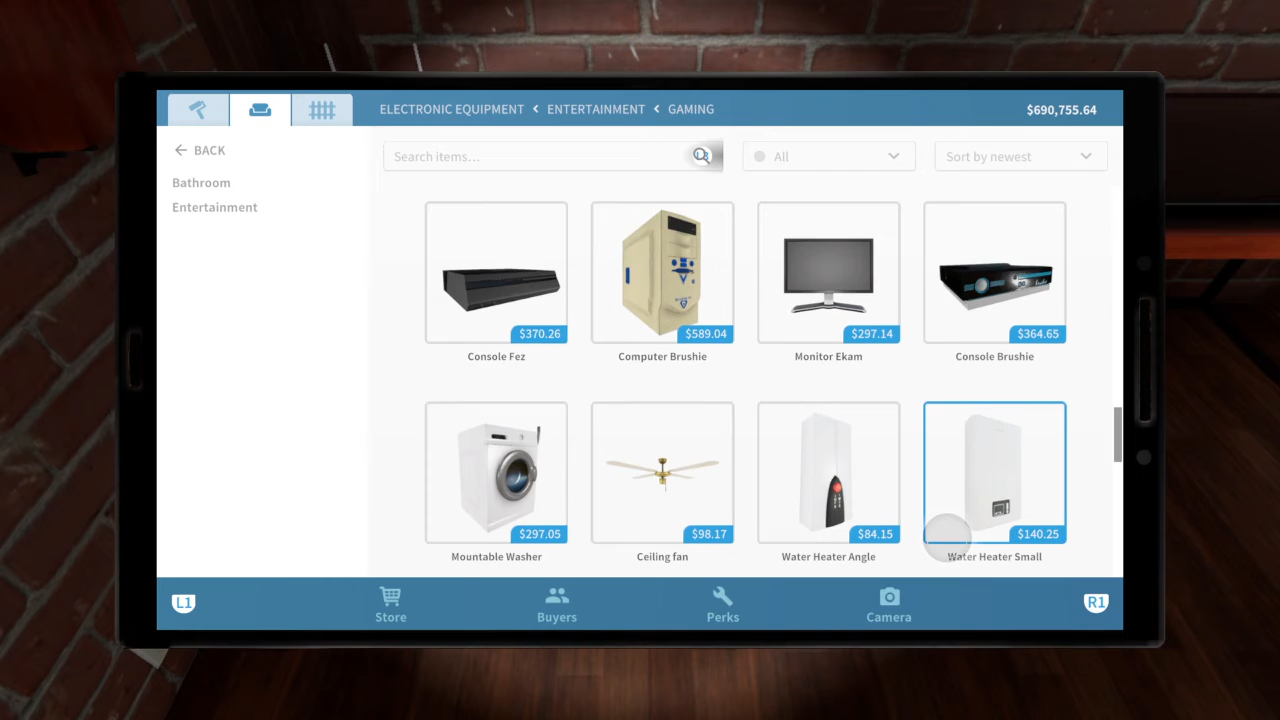 ELECTRONIC EQUIPMENT < ENTERTAINMENT < GAMING
$690,755.64
BACK
Search items...
All
Sort by newest
Bathroom
Entertainment
$370.26
$589.04
$297.14
$364.65
Console Fez
Computer Brushie
Monitor Ekam
Console Brushie
$297.05
$98.17
$84.15
$140.25
Mountable Washer
Ceiling fan
Water Heater Angle
Water Heater Small
L1
Store
Buyers
Perks
Camera
R1